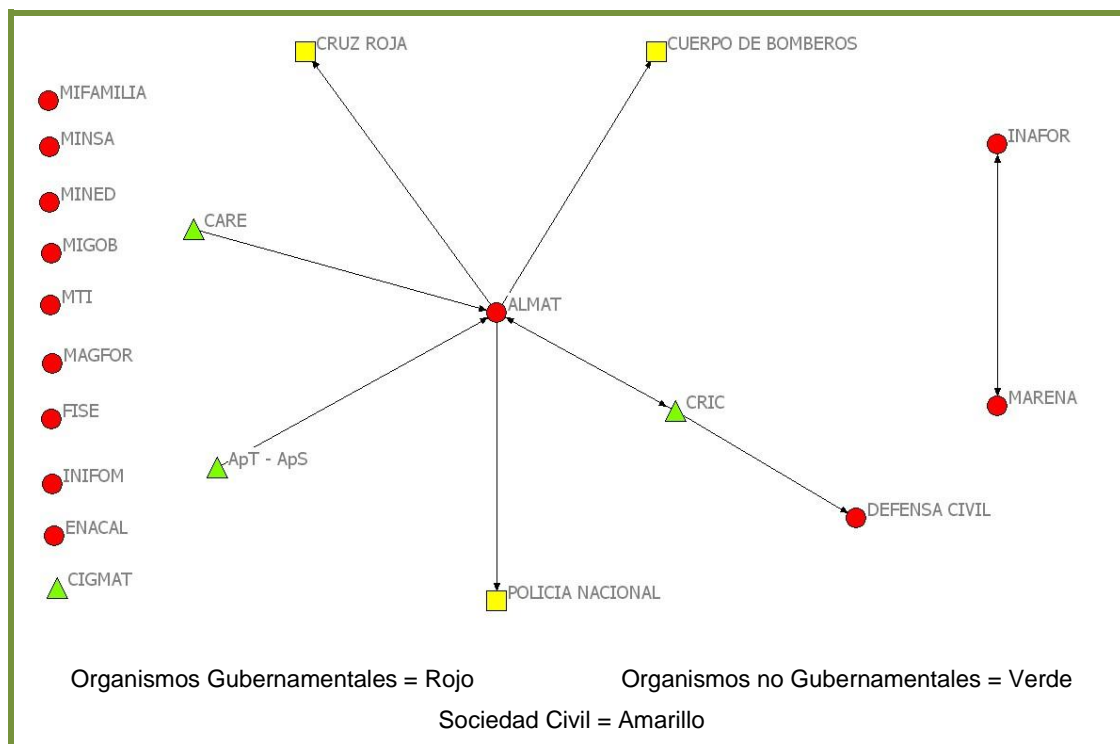 CRUZ ROJA
CUERPO DE BOMBEROS
MIFAMILIA
MINSA
INAFOR
MINED
CARE
MIGOB
MTI
ALMAT
MAGFOR
CRIC
MARENA
FISE
ApT - ApS
INIFOM
DEFENSA CIVIL
ENACAL
CIGMAT
POLICIA NACIONAL
Organismos Gubernamentales = Rojo
Organismos no Gubernamentales = Verde
Sociedad Civil = Amarillo